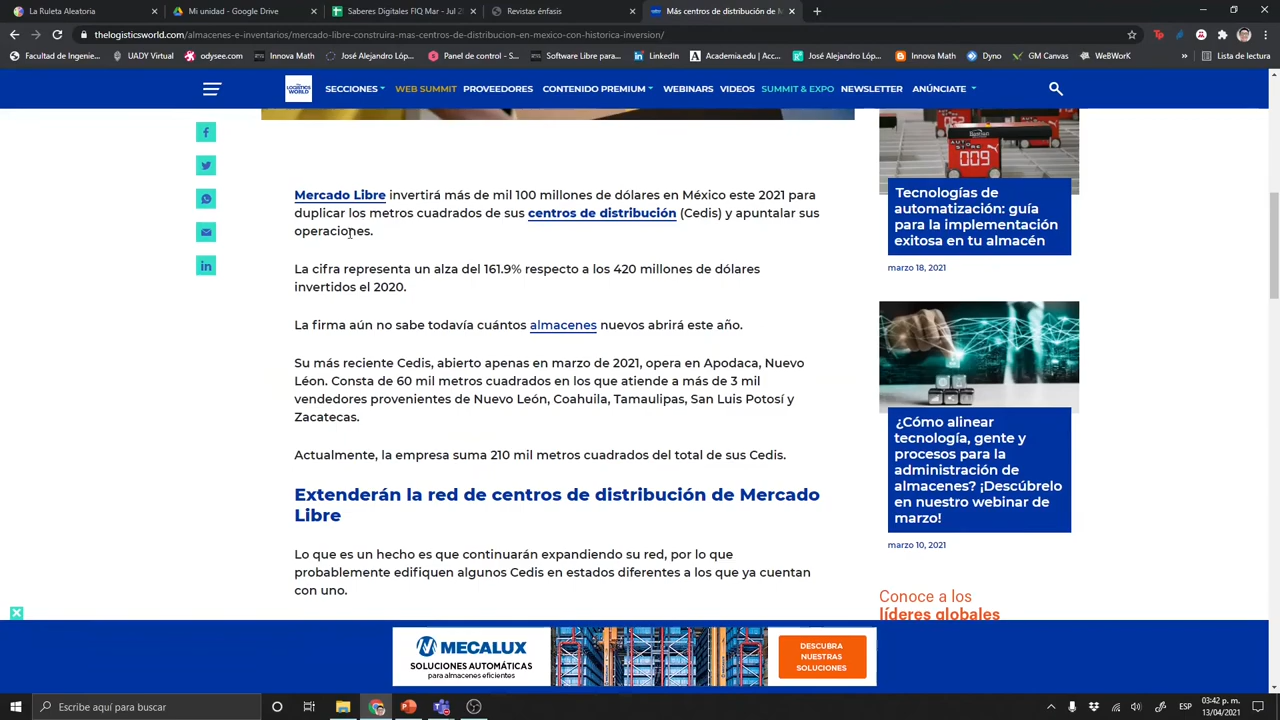 La Ruleta Aleatoria
Mi unidad
Proveedores Estrella de México
Mercad
thelogisticsworld.com/almacenes-e-inventarios/mercado-libre-construira-mas-centros-de-distribucion-en-mexico-con-historica-inversion/
Facultad de Ingenie...
UADY Virtual
Google Maps
odysee.com
Innova Math
José Alejandro Lóp...
Panel de control - S...
Software Libre para...
LinkedIn
Academia.edu | Acc...
José Alejandro Lóp...
Innova Math
Dyno
GM Canvas
WeBWorK
»
Lista de lectura
THE LOGISTICS WORLD
SECCIONES
WEB SUMMIT
PROVEEDORES
CONTENIDO PREMIUM
WEBINARS
VIDEOS
SUMMIT & EXPO
NEWSLETTER
ANÚNCIATE
Mercado Libre invertirá más de mil 100 millones de dólares en México este 2021 para
duplicar los metros cuadrados de sus centros de distribución (Cedis) y apuntalar sus
operaciones.
La cifra representa un alza del 161.9% respecto a los 420 millones de dólares
invertidos el 2020.
La firma aún no sabe todavía cuántos almacenes nuevos abrirá este año.
Su más reciente Cedis, abierto apenas en marzo de 2021, opera en Apodaca, Nuevo
Léon. Consta de 60 mil metros cuadrados en los que atiende a más de 3 mil
vendedores provenientes de Nuevo León, Coahuila, Tamaulipas, San Luis Potosí y
Zacatecas.
Actualmente, la empresa suma 210 mil metros cuadrados del total de sus Cedis.
Extenderán la red de centros de distribución de Mercado
Libre
Lo que es un hecho es que continuarán expandiendo su red, por lo que
probablemente edifiquen algunos Cedis en estados diferentes a los que ya cuentan
con uno.
009
Tecnologías de
automatización: guía
para la implementación
exitosa en tu almacén
marzo 18, 2021
¿Cómo alinear
tecnología, gente y
procesos para la
administración de
almacenes? ¡Descúbrelo
en nuestro webinar de
marzo!
marzo 10, 2021
Conoce a los
líderes globales
MECALUX
SOLUCIONES AUTOMÁTICAS
para almacenes eficientes
DESCUBRA
NUESTRAS
SOLUCIONES
Escribe aquí para buscar
ESP
03:42 p. m.
13/04/2021